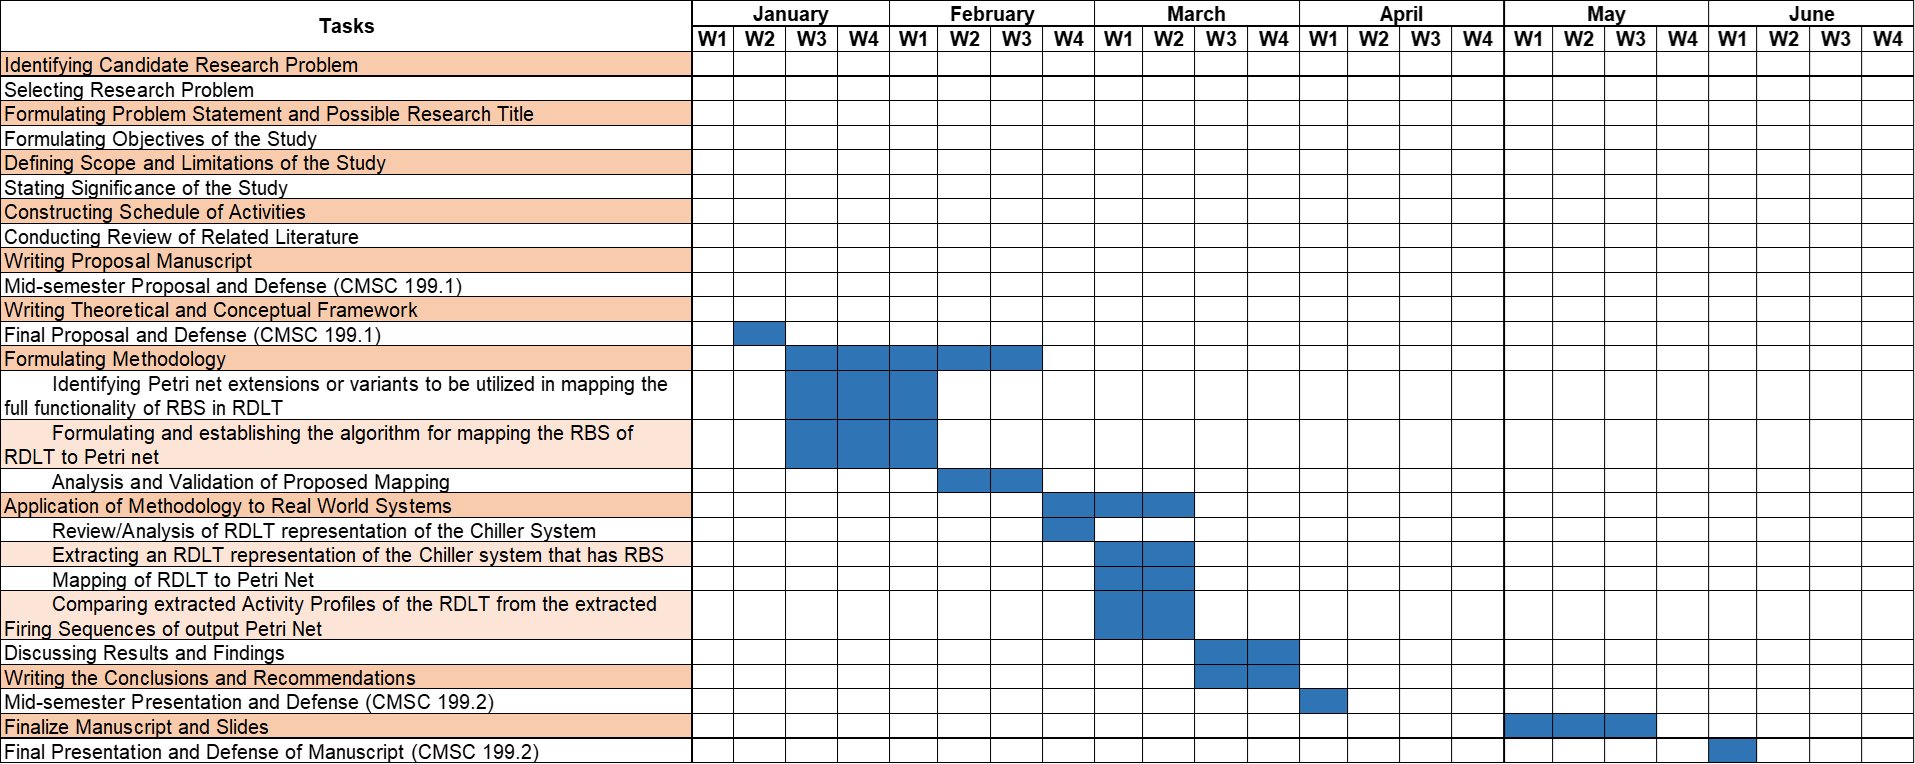 Tasks
January February March April May June
W1 W2 W3 W4 W1 W2 W3 W4 W1 W2 W3 W4 W1 W2 W3 W4 W1 W2 W3 W4 W1 W2 W3 W4
Identifying Candidate Research Problem
Selecting Research Problem
Formulating Problem Statement and Possible Research Title
Formulating Objectives of the Study
Defining Scope and Limitations of the Study
Stating Significance of the Study
Constructing Schedule of Activities
Conducting Review of Related Literature
Writing Proposal Manuscript
Mid-semester Proposal and Defense (CMSC 199.1)
Writing Theoretical and Conceptual Framework
Final Proposal and Defense (CMSC 199.1)
Formulating Methodology
Identifying Petri net extensions or variants to be utilized in mapping the
full functionality of RBS in RDLT
Formulating and establishing the algorithm for mapping the RBS of
RDLT to Petri net
Analysis and Validation of Proposed Mapping
Application of Methodology to Real World Systems
Review/Analysis of RDLT representation of the Chiller System
Extracting an RDLT representation of the Chiller system that has RBS
Mapping of RDLT to Petri Net
Comparing extracted Activity Profiles of the RDLT from the extracted
Firing Sequences of output Petri Net
Discussing Results and Findings
Writing the Conclusions and Recommendations
Mid-semester Presentation and Defense (CMSC 199.2)
Finalize Manuscript and Slides
Final Presentation and Defense of Manuscript (CMSC 199.2)